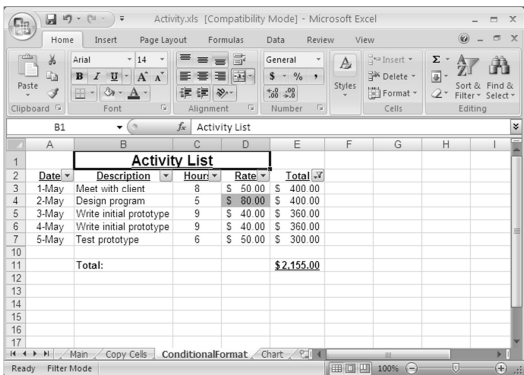 Activity.xls [Compatibility Mode] - Microsoft Excel
Home Insert Page Layout Formulas Data Review View
Paste
Arial 14
B I U A A
General
$ % ,
Styles
Insert
Delete
Format
Σ
Sort & Filter
Find & Select
Clipboard Font Alignment Number Cells Editing
B1 fx Activity List
A B C D E F G H I
1 Activity List
2 Date Description Hours Rate Total
3 1-May Meet with client 8 $ 50.00 $ 400.00
4 2-May Design program 5 $ 80.00 $ 400.00
5 3-May Write initial prototype 9 $ 40.00 $ 360.00
6 4-May Write initial prototype 9 $ 40.00 $ 360.00
7 5-May Test prototype 6 $ 50.00 $ 300.00
10
11 Total: $2,155.00
12
13
14
15
16
17
Main Copy Cells ConditionalFormat Chart
Ready Filter Mode 100%